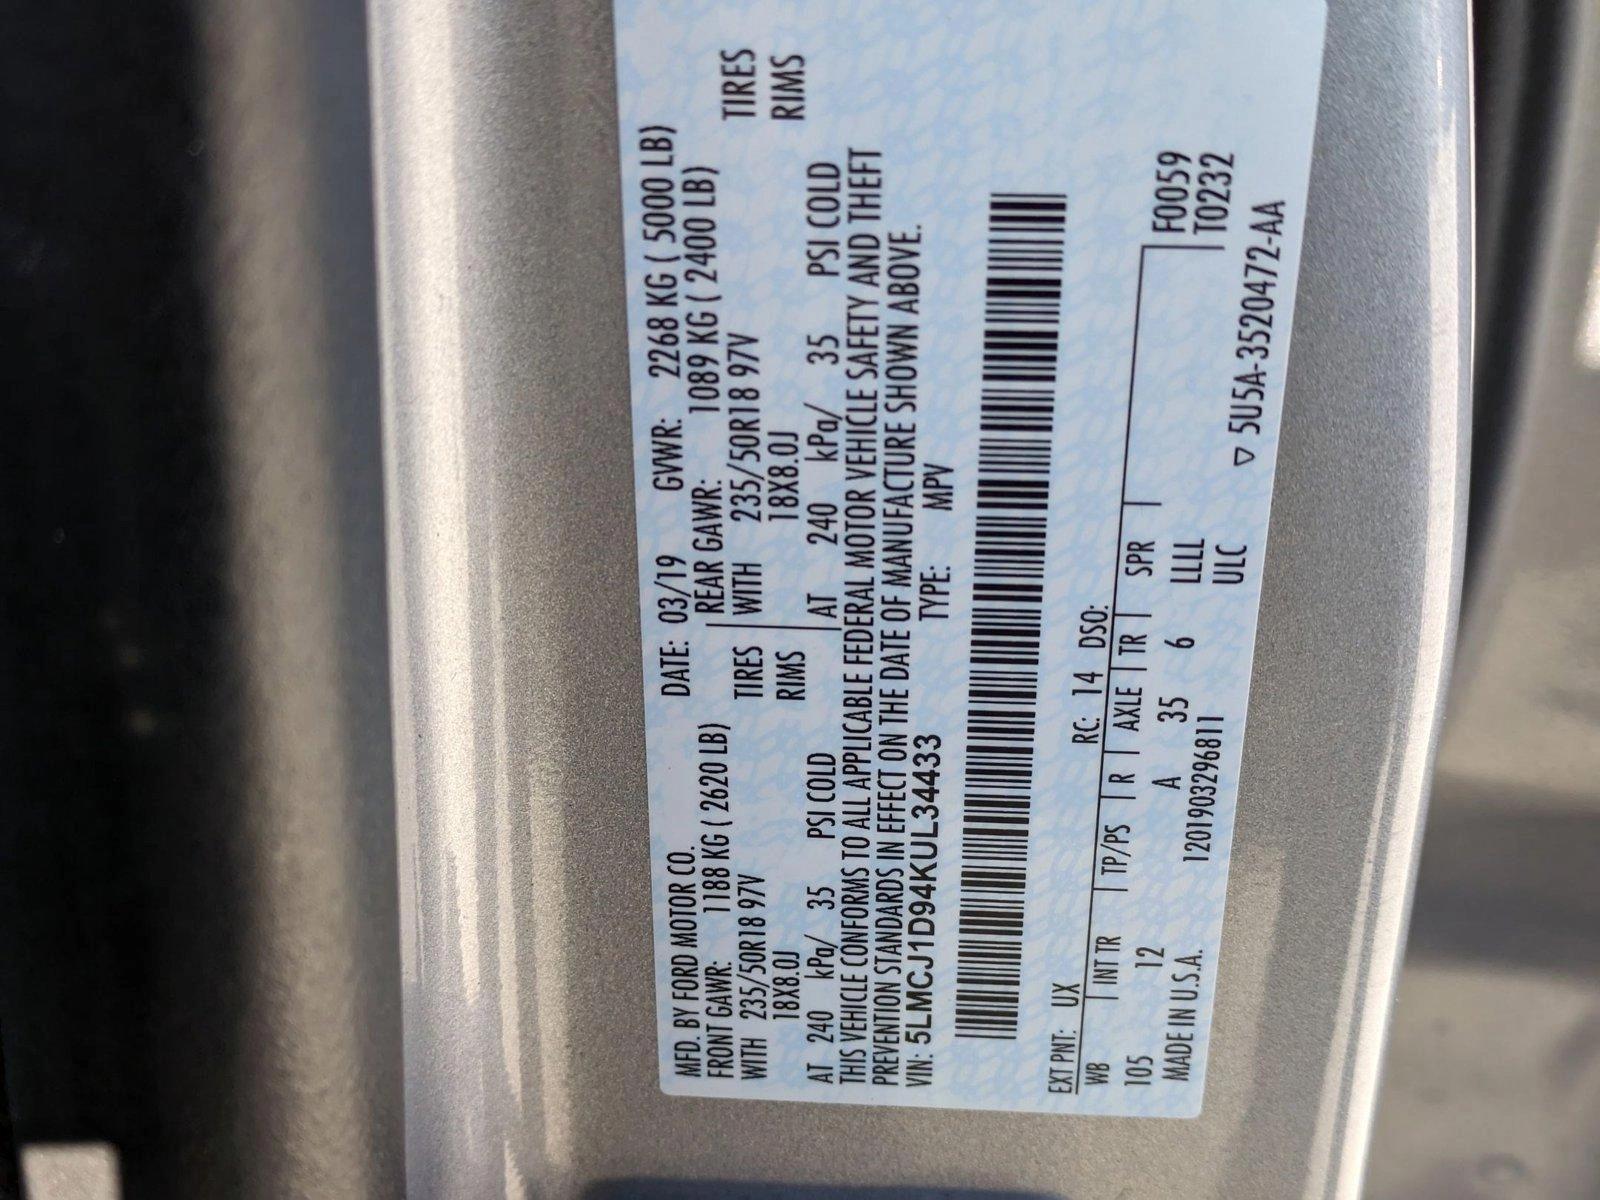 MFD. BY FORD MOTOR CO. DATE: 03/19 GVWR: 2268 KG ( 5000 LB)
FRONT GAWR: 1188 KG ( 2620 LB) REAR GAWR: 1089 KG ( 2400 LB)
WITH 235/50R18 97V TIRES WITH 235/50R18 97V TIRES
18X8.0J RIMS 18X8.0J RIMS
AT 240 kPa/ 35 PSI COLD AT 240 kPa/ 35 PSI COLD
THIS VEHICLE CONFORMS TO ALL APPLICABLE FEDERAL MOTOR VEHICLE SAFETY AND THEFT
PREVENTION STANDARDS IN EFFECT ON THE DATE OF MANUFACTURE SHOWN ABOVE.
VIN: 5LMCJ1D94KUL34433 TYPE: MPV
EXT PNT: UX RC: 14 DSO:
WB INT TR TP/PS R AXLE TR SPR F0059
105 12 A 35 6 LLLL T0232
MADE IN U.S.A. 1201903296811 ULC
▽ 5U5A-3520472-AA